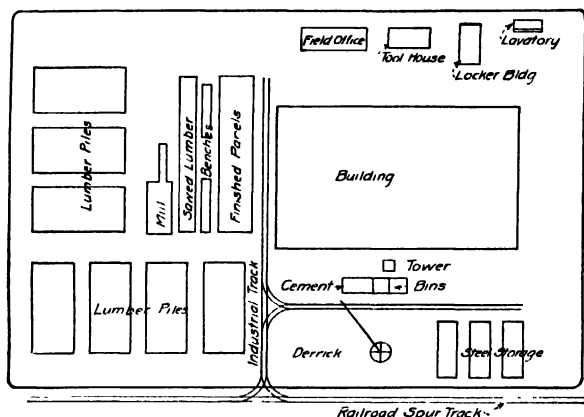 Field Office
Tool House
Locker Bldg
Lavatory
Lumber Piles
Mill
Sawed Lumber
Benches
Finished Panels
Building
Tower
Cement
Bins
Lumber Piles
Industrial Track
Derrick
Steel Storage
Railroad Spur Track